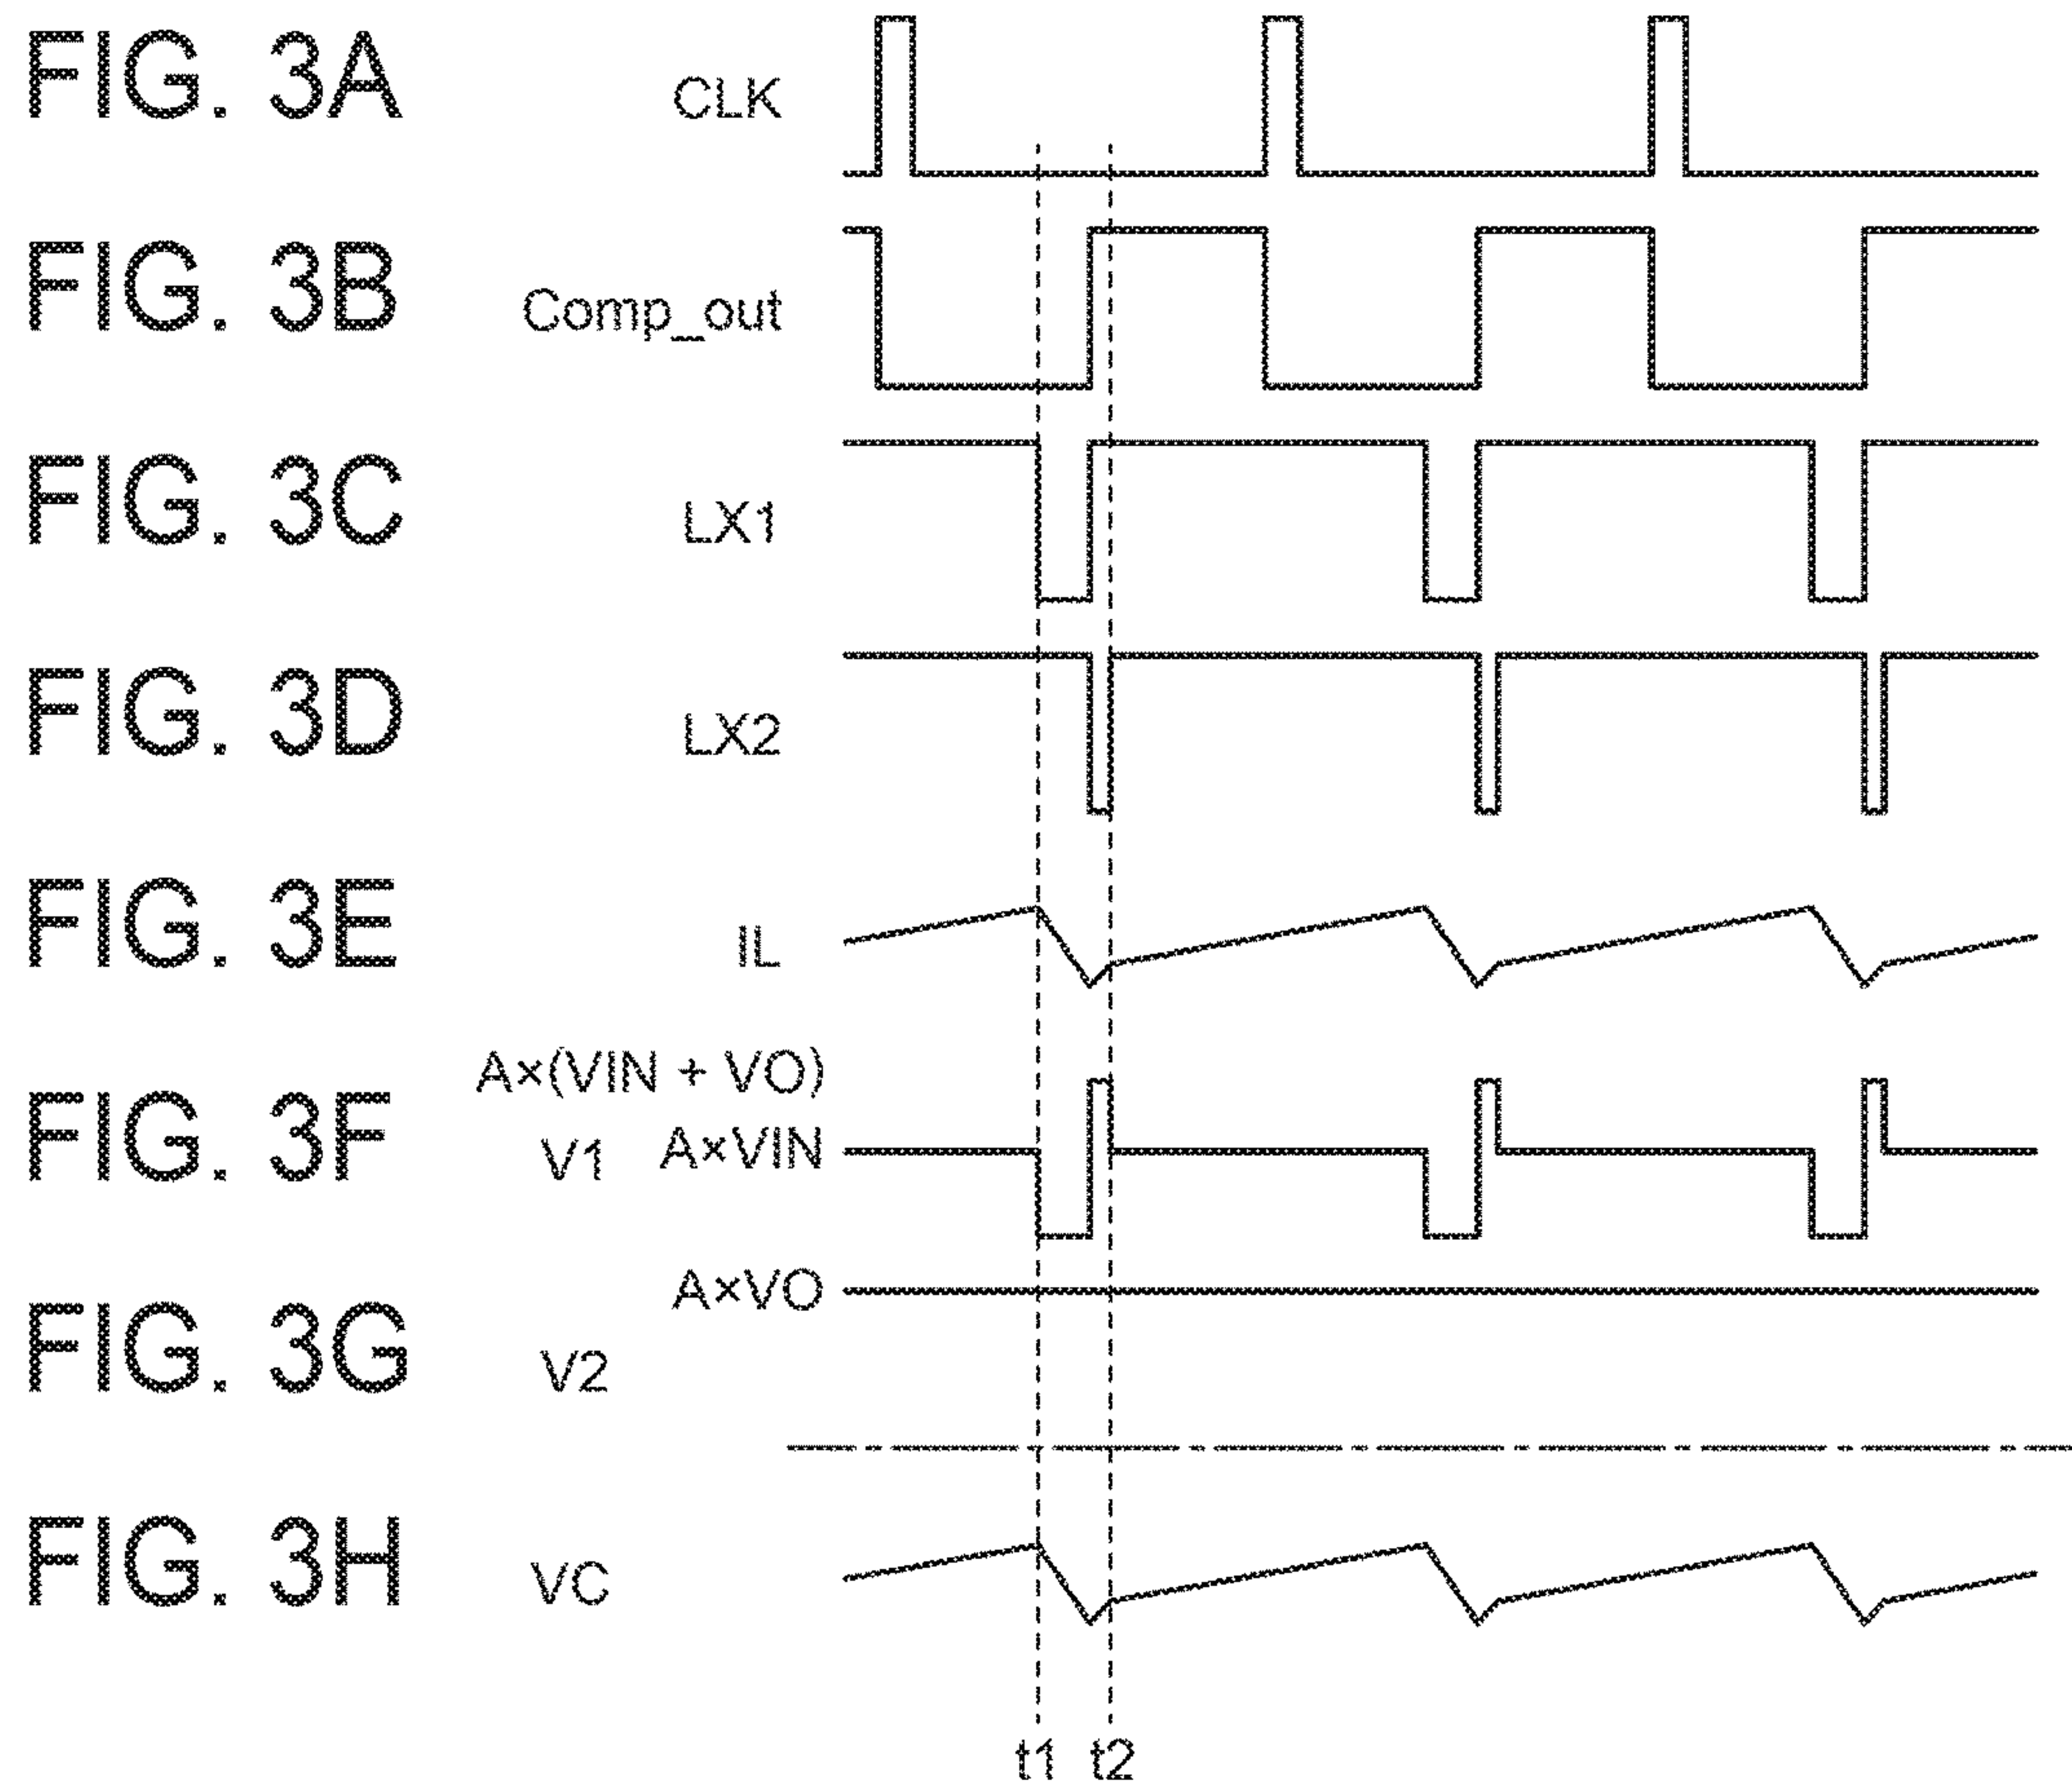 FIG. 3A CLK
FIG. 3B Comp_out
FIG. 3C LX1
FIG. 3D LX2
FIG. 3E IL
A×(VIN + VO)
FIG. 3F V1 A×VIN
A×VO
FIG. 3G V2
FIG. 3H VC
t1 t2